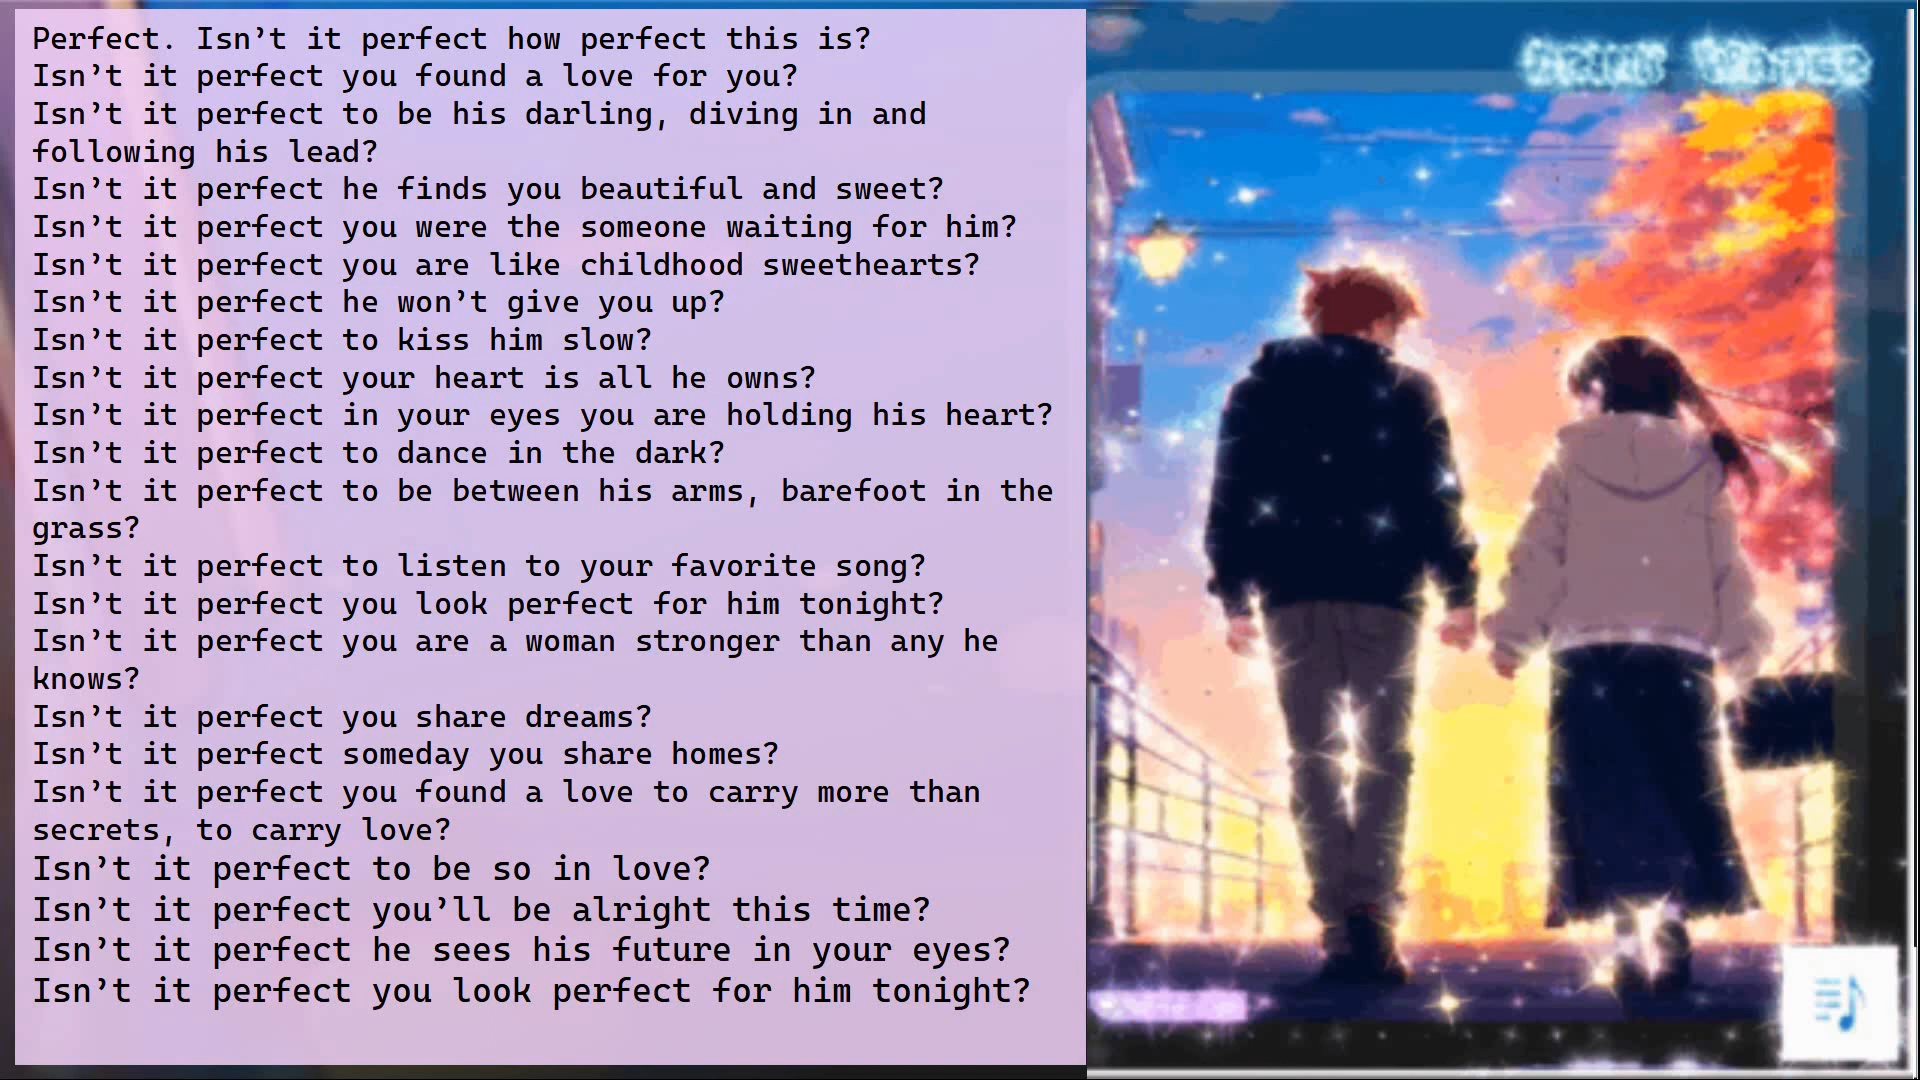 Perfect. Isn’t it perfect how perfect this is?
Isn’t it perfect you found a love for you?
Isn’t it perfect to be his darling, diving in and
following his lead?
Isn’t it perfect he finds you beautiful and sweet?
Isn’t it perfect you were the someone waiting for him?
Isn’t it perfect you are like childhood sweethearts?
Isn’t it perfect he won’t give you up?
Isn’t it perfect to kiss him slow?
Isn’t it perfect your heart is all he owns?
Isn’t it perfect in your eyes you are holding his heart?
Isn’t it perfect to dance in the dark?
Isn’t it perfect to be between his arms, barefoot in the
grass?
Isn’t it perfect to listen to your favorite song?
Isn’t it perfect you look perfect for him tonight?
Isn’t it perfect you are a woman stronger than any he
knows?
Isn’t it perfect you share dreams?
Isn’t it perfect someday you share homes?
Isn’t it perfect you found a love to carry more than
secrets, to carry love?
Isn’t it perfect to be so in love?
Isn’t it perfect you’ll be alright this time?
Isn’t it perfect he sees his future in your eyes?
Isn’t it perfect you look perfect for him tonight?